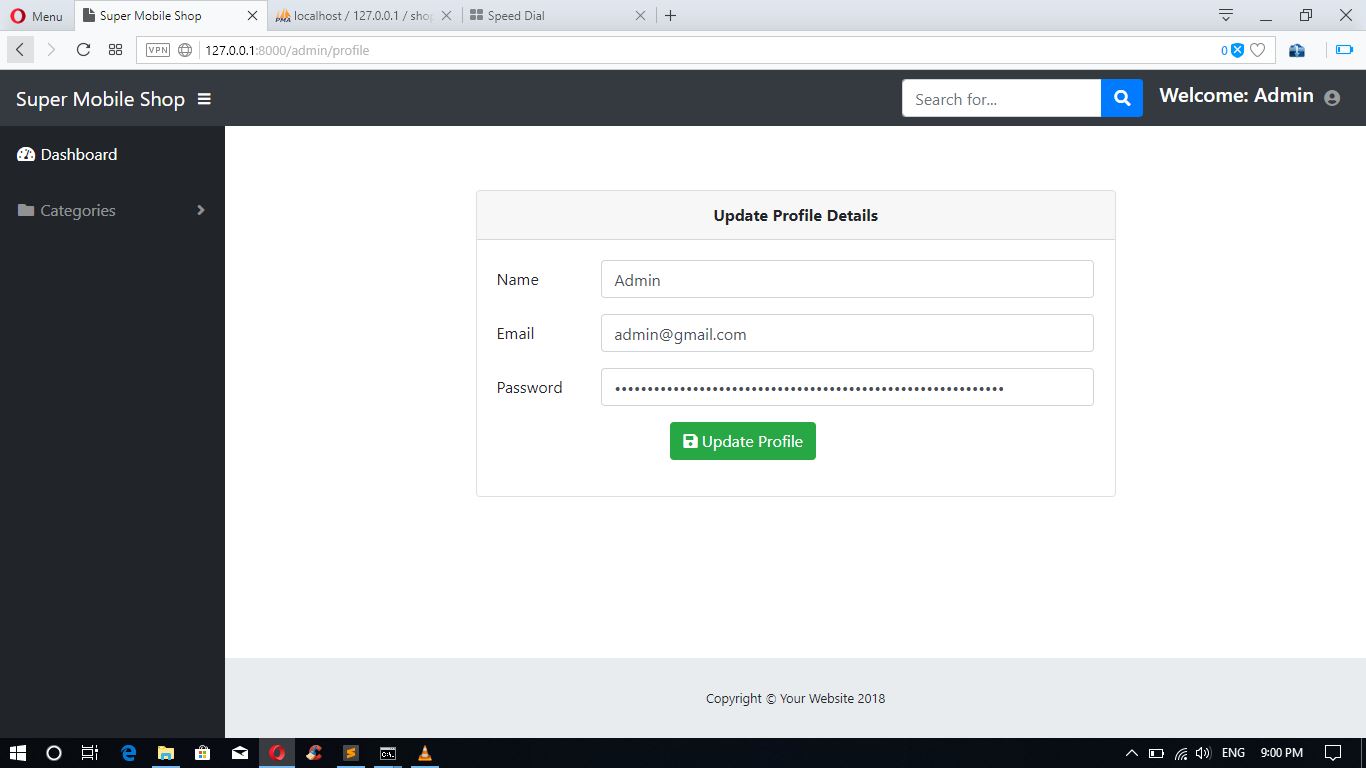 Menu
Super Mobile Shop
localhost / 127.0.0.1 / shop
Speed Dial
VPN
127.0.0.1:8000/admin/profile
0
Super Mobile Shop
Search for...
Welcome: Admin
Dashboard
Categories
Update Profile Details
Name
Admin
Email
admin@gmail.com
Password
••••••••••••••••••••••••••••••••••••••••••••••••••••••••••••
Update Profile
Copyright © Your Website 2018
ENG
9:00 PM